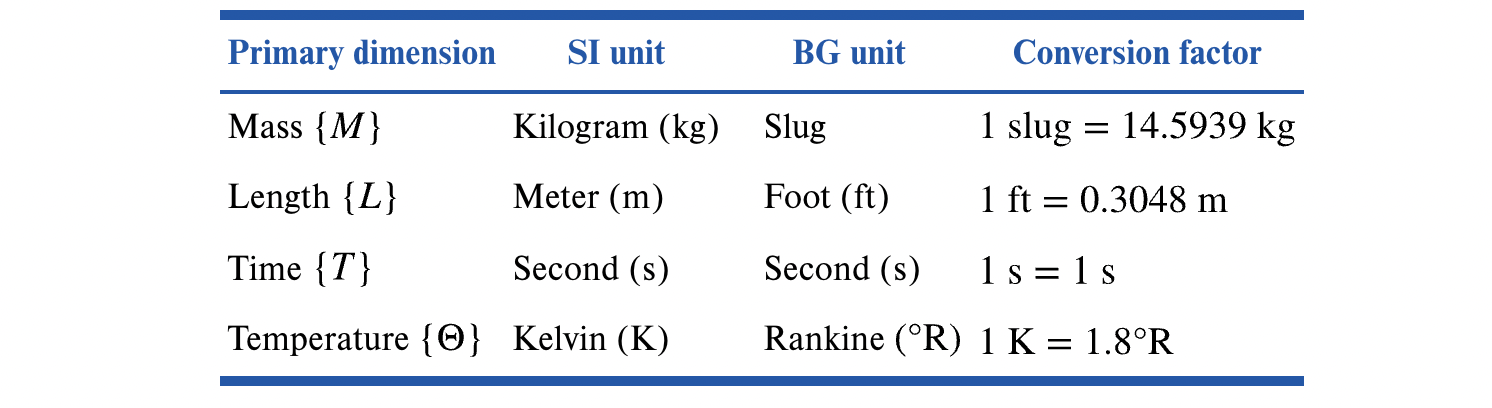 Primary dimension SI unit BG unit Conversion factor
Mass {M} Kilogram (kg) Slug 1 slug = 14.5939 kg
Length {L} Meter (m) Foot (ft) 1 ft = 0.3048 m
Time {T} Second (s) Second (s) 1 s = 1 s
Temperature {Θ} Kelvin (K) Rankine (°R) 1 K = 1.8°R